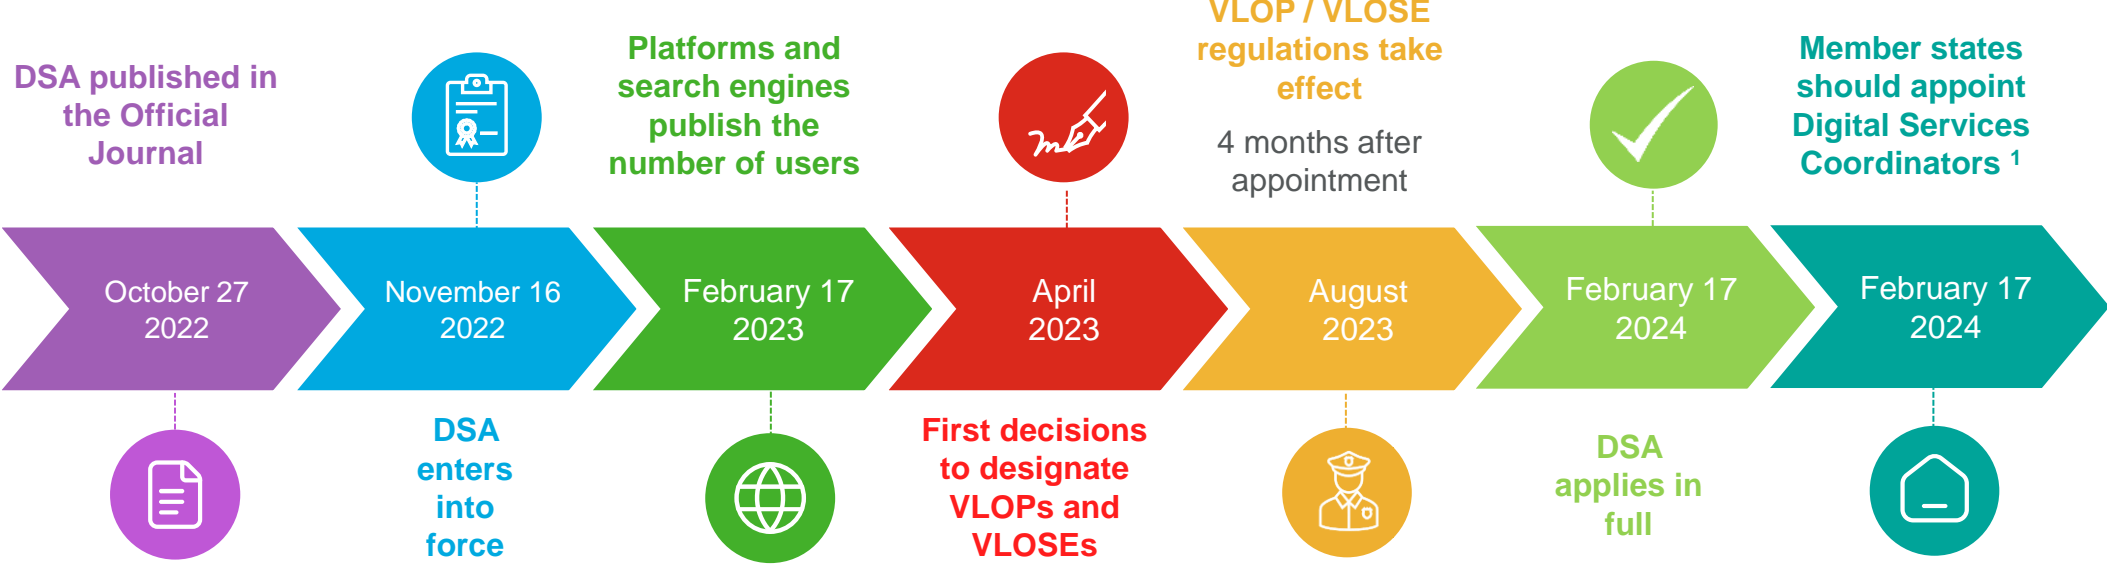 DSA published in
the Official
Journal
October 27
2022
November 16
2022
DSA
enters
into
force
Platforms and
search engines
publish the
number of users
February 17
2023
April
2023
First decisions
to designate
VLOPs and
VLOSEs
VLOP / VLOSE
regulations take
effect
4 months after
appointment
August
2023
February 17
2024
DSA
applies in
full
Member states
should appoint
Digital Services
Coordinators ¹
February 17
2024